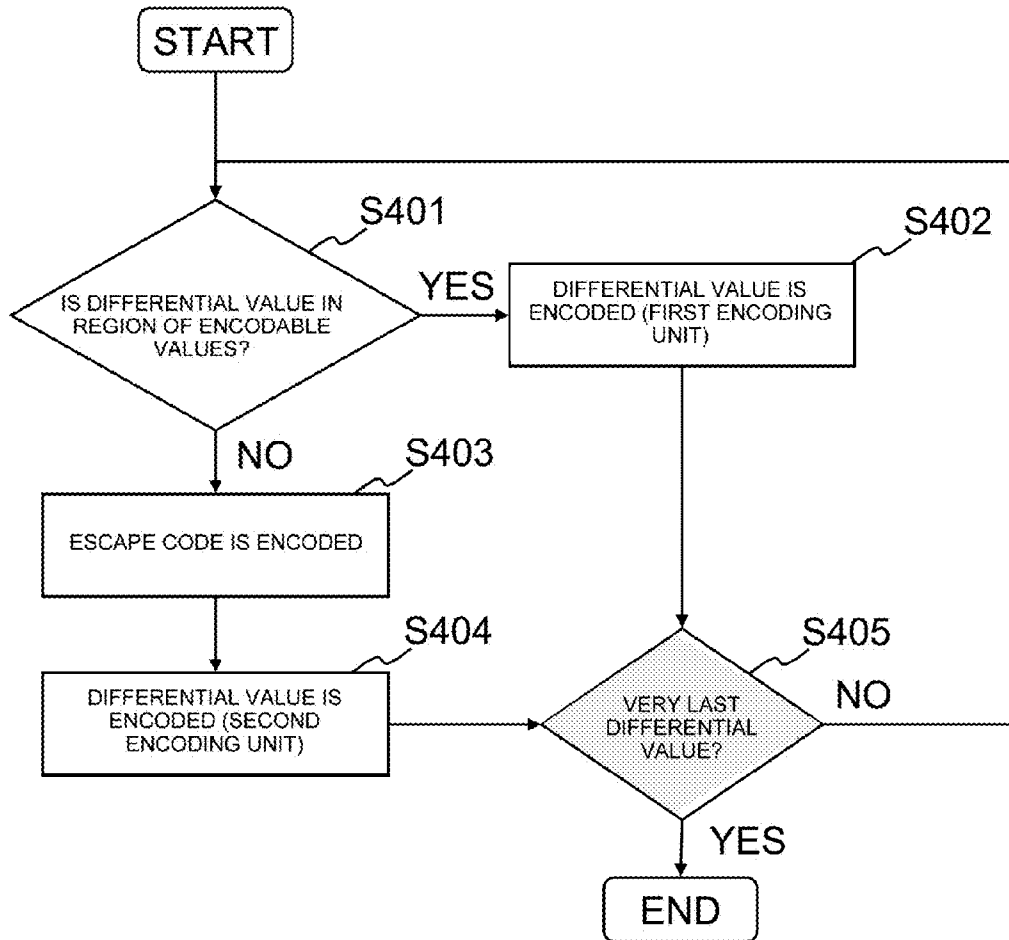 START
S401
IS DIFFERENTIAL VALUE IN
REGION OF ENCODABLE
VALUES?
YES
S402
DIFFERENTIAL VALUE IS
ENCODED (FIRST ENCODING
UNIT)
NO
S403
ESCAPE CODE IS ENCODED
S404
DIFFERENTIAL VALUE IS
ENCODED (SECOND
ENCODING UNIT)
S405
VERY LAST
DIFFERENTIAL
VALUE?
NO
YES
END